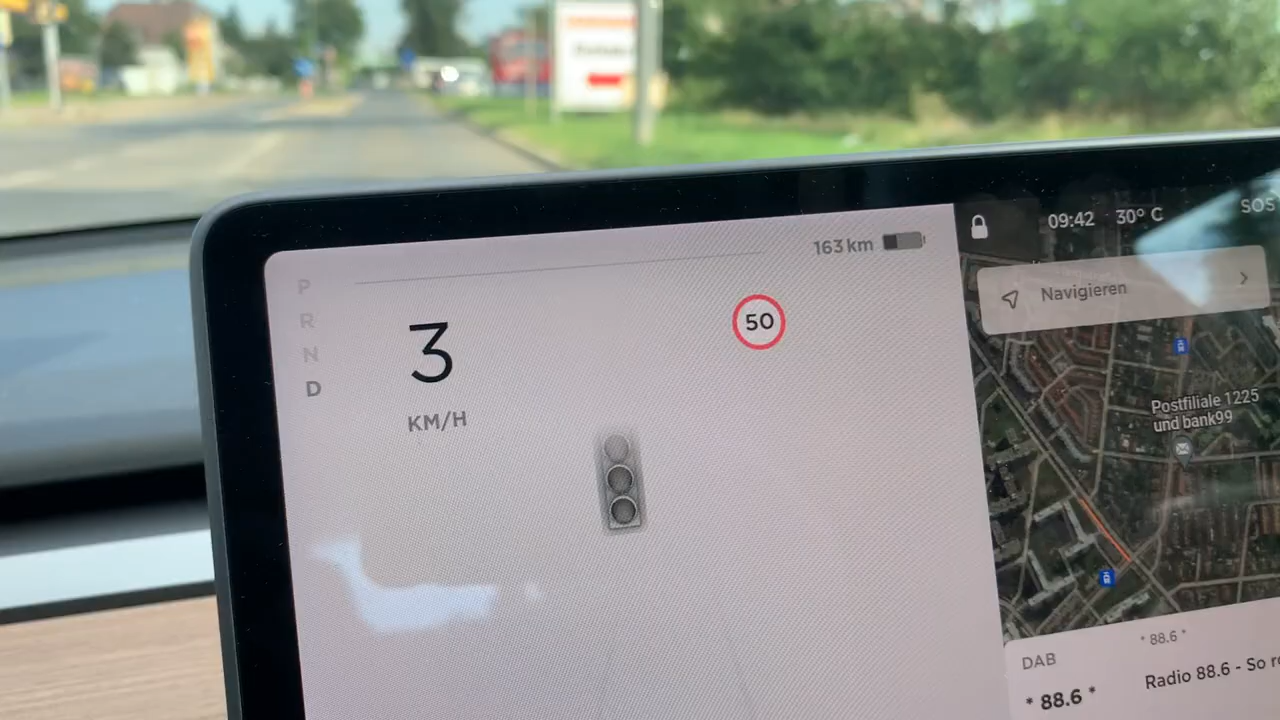 P
R
N
D
3
KM/H
163 km
50
09:42 30° C SOS
Navigieren
Postfiliale 1225
und bank99
DAB
* 88.6 *
* 88.6 *
Radio 88.6 - So